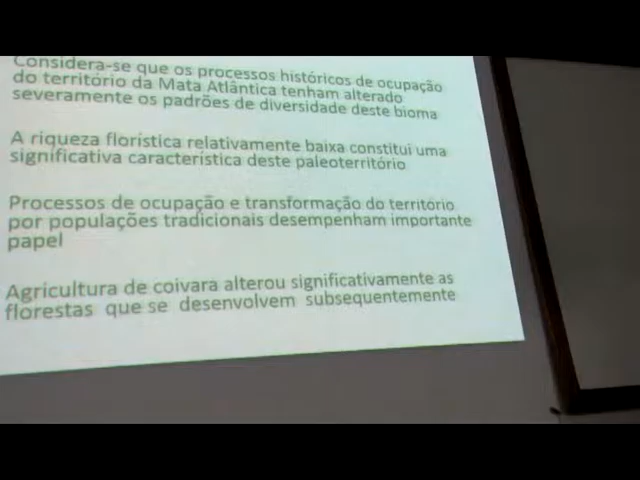 Considera-se que os processos históricos de ocupação
do território da Mata Atlântica tenham alterado
severamente os padrões de diversidade deste bioma
A riqueza florística relativamente baixa constitui uma
significativa característica deste paleoterritório
Processos de ocupação e transformação do território
por populações tradicionais desempenham importante
papel
Agricultura de coivara alterou significativamente as
florestas que se desenvolvem subsequentemente